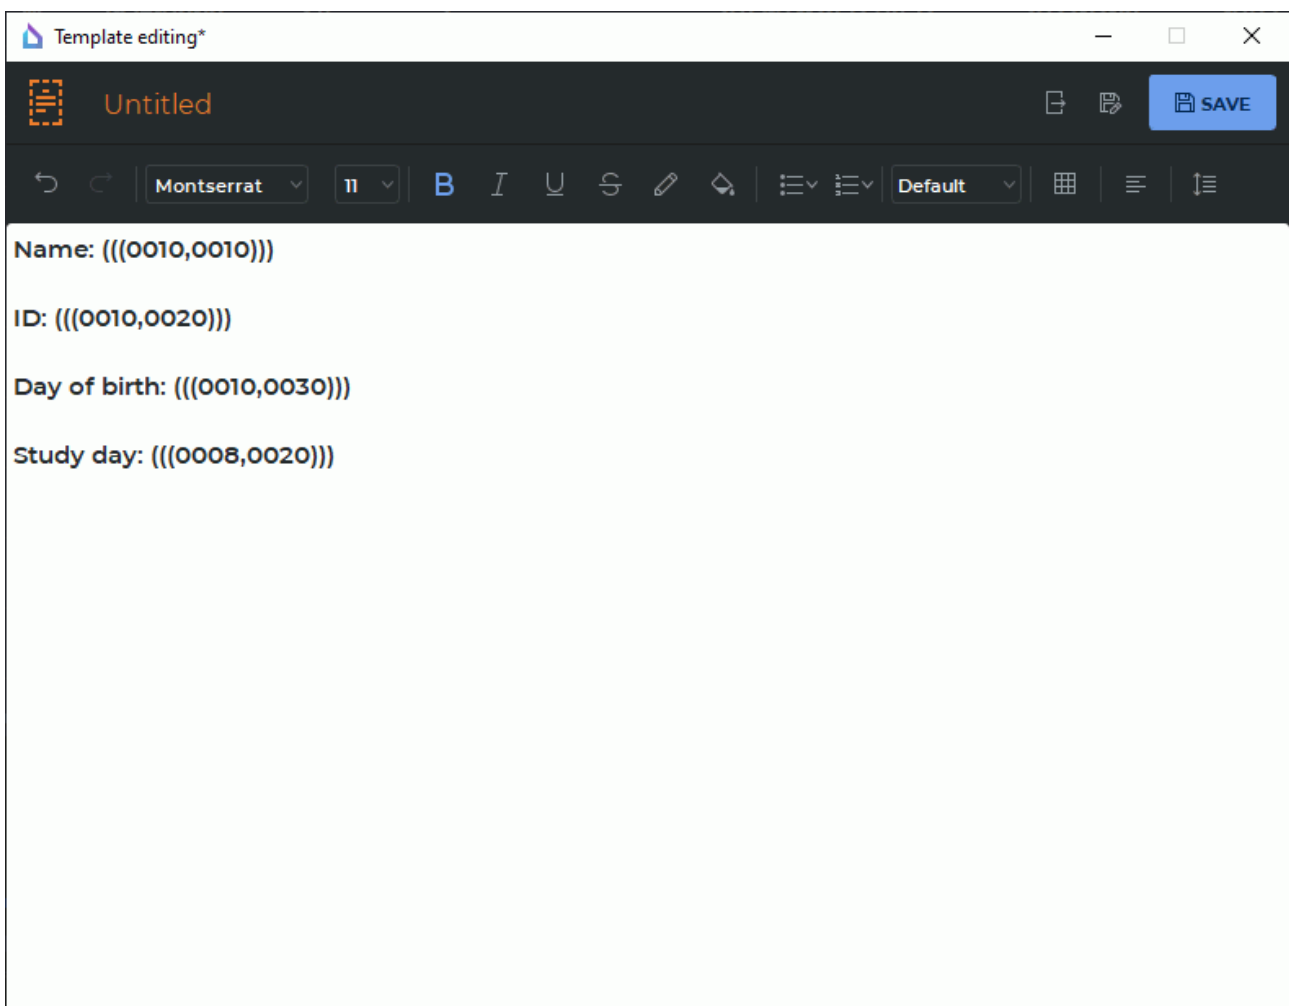 Template editing*
Untitled
SAVE
Montserrat 11 B I U S Default
Name: (((0010,0010)))
ID: (((0010,0020)))
Day of birth: (((0010,0030)))
Study day: (((0008,0020)))